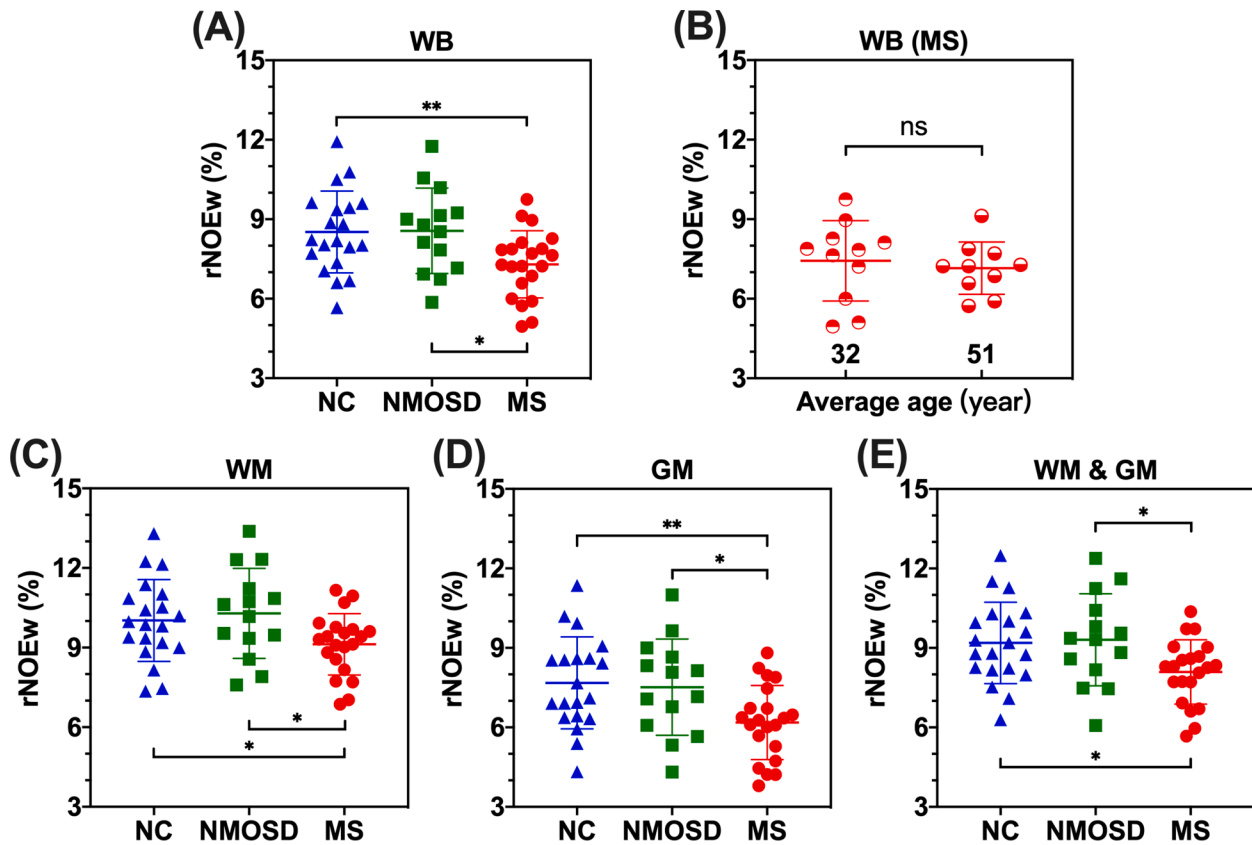 (A)
WB
rNOEw (%)
15
12
9
6
3
**
*
NC NMOSD MS
(B)
WB (MS)
rNOEw (%)
15
12
9
6
3
ns
32 51
Average age (year)
(C)
WM
rNOEw (%)
15
12
9
6
3
*
*
NC NMOSD MS
(D)
GM
rNOEw (%)
15
12
9
6
3
**
*
NC NMOSD MS
(E)
WM & GM
rNOEw (%)
15
12
9
6
3
*
*
NC NMOSD MS